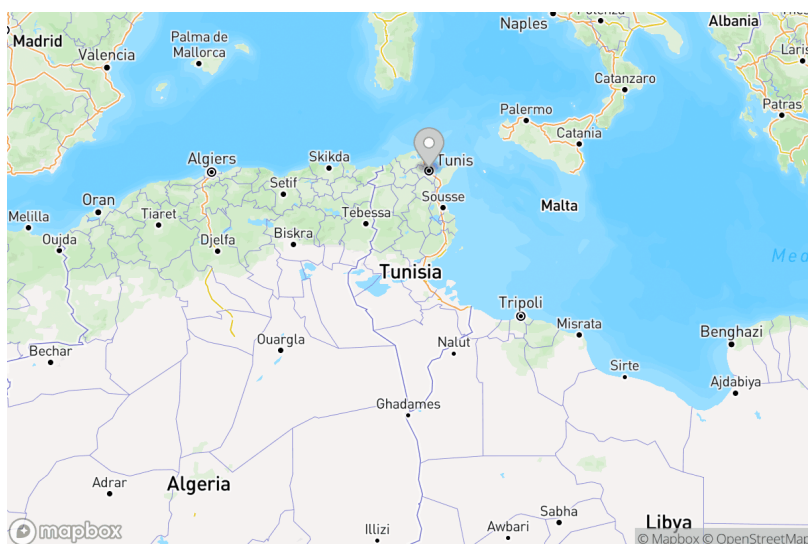 Naples
Potenza
Albania
Madrid
Palma de
Mallorca
Valencia
Catanzaro
Palermo
Patras
Catania
Algiers
Skikda
Tunis
Setif
Oran
Sousse
Malta
Melilla
Tiaret
Tebessa
Oujda
Djelfa
Biskra
Tunisia
Tripoli
Misrata
Benghazi
Ouargla
Nalut
Bechar
Sirte
Ajdabiya
Ghadames
Adrar
Algeria
Sabha
Illizi
Awbari
Libya
mapbox
© Mapbox © OpenStreetMap